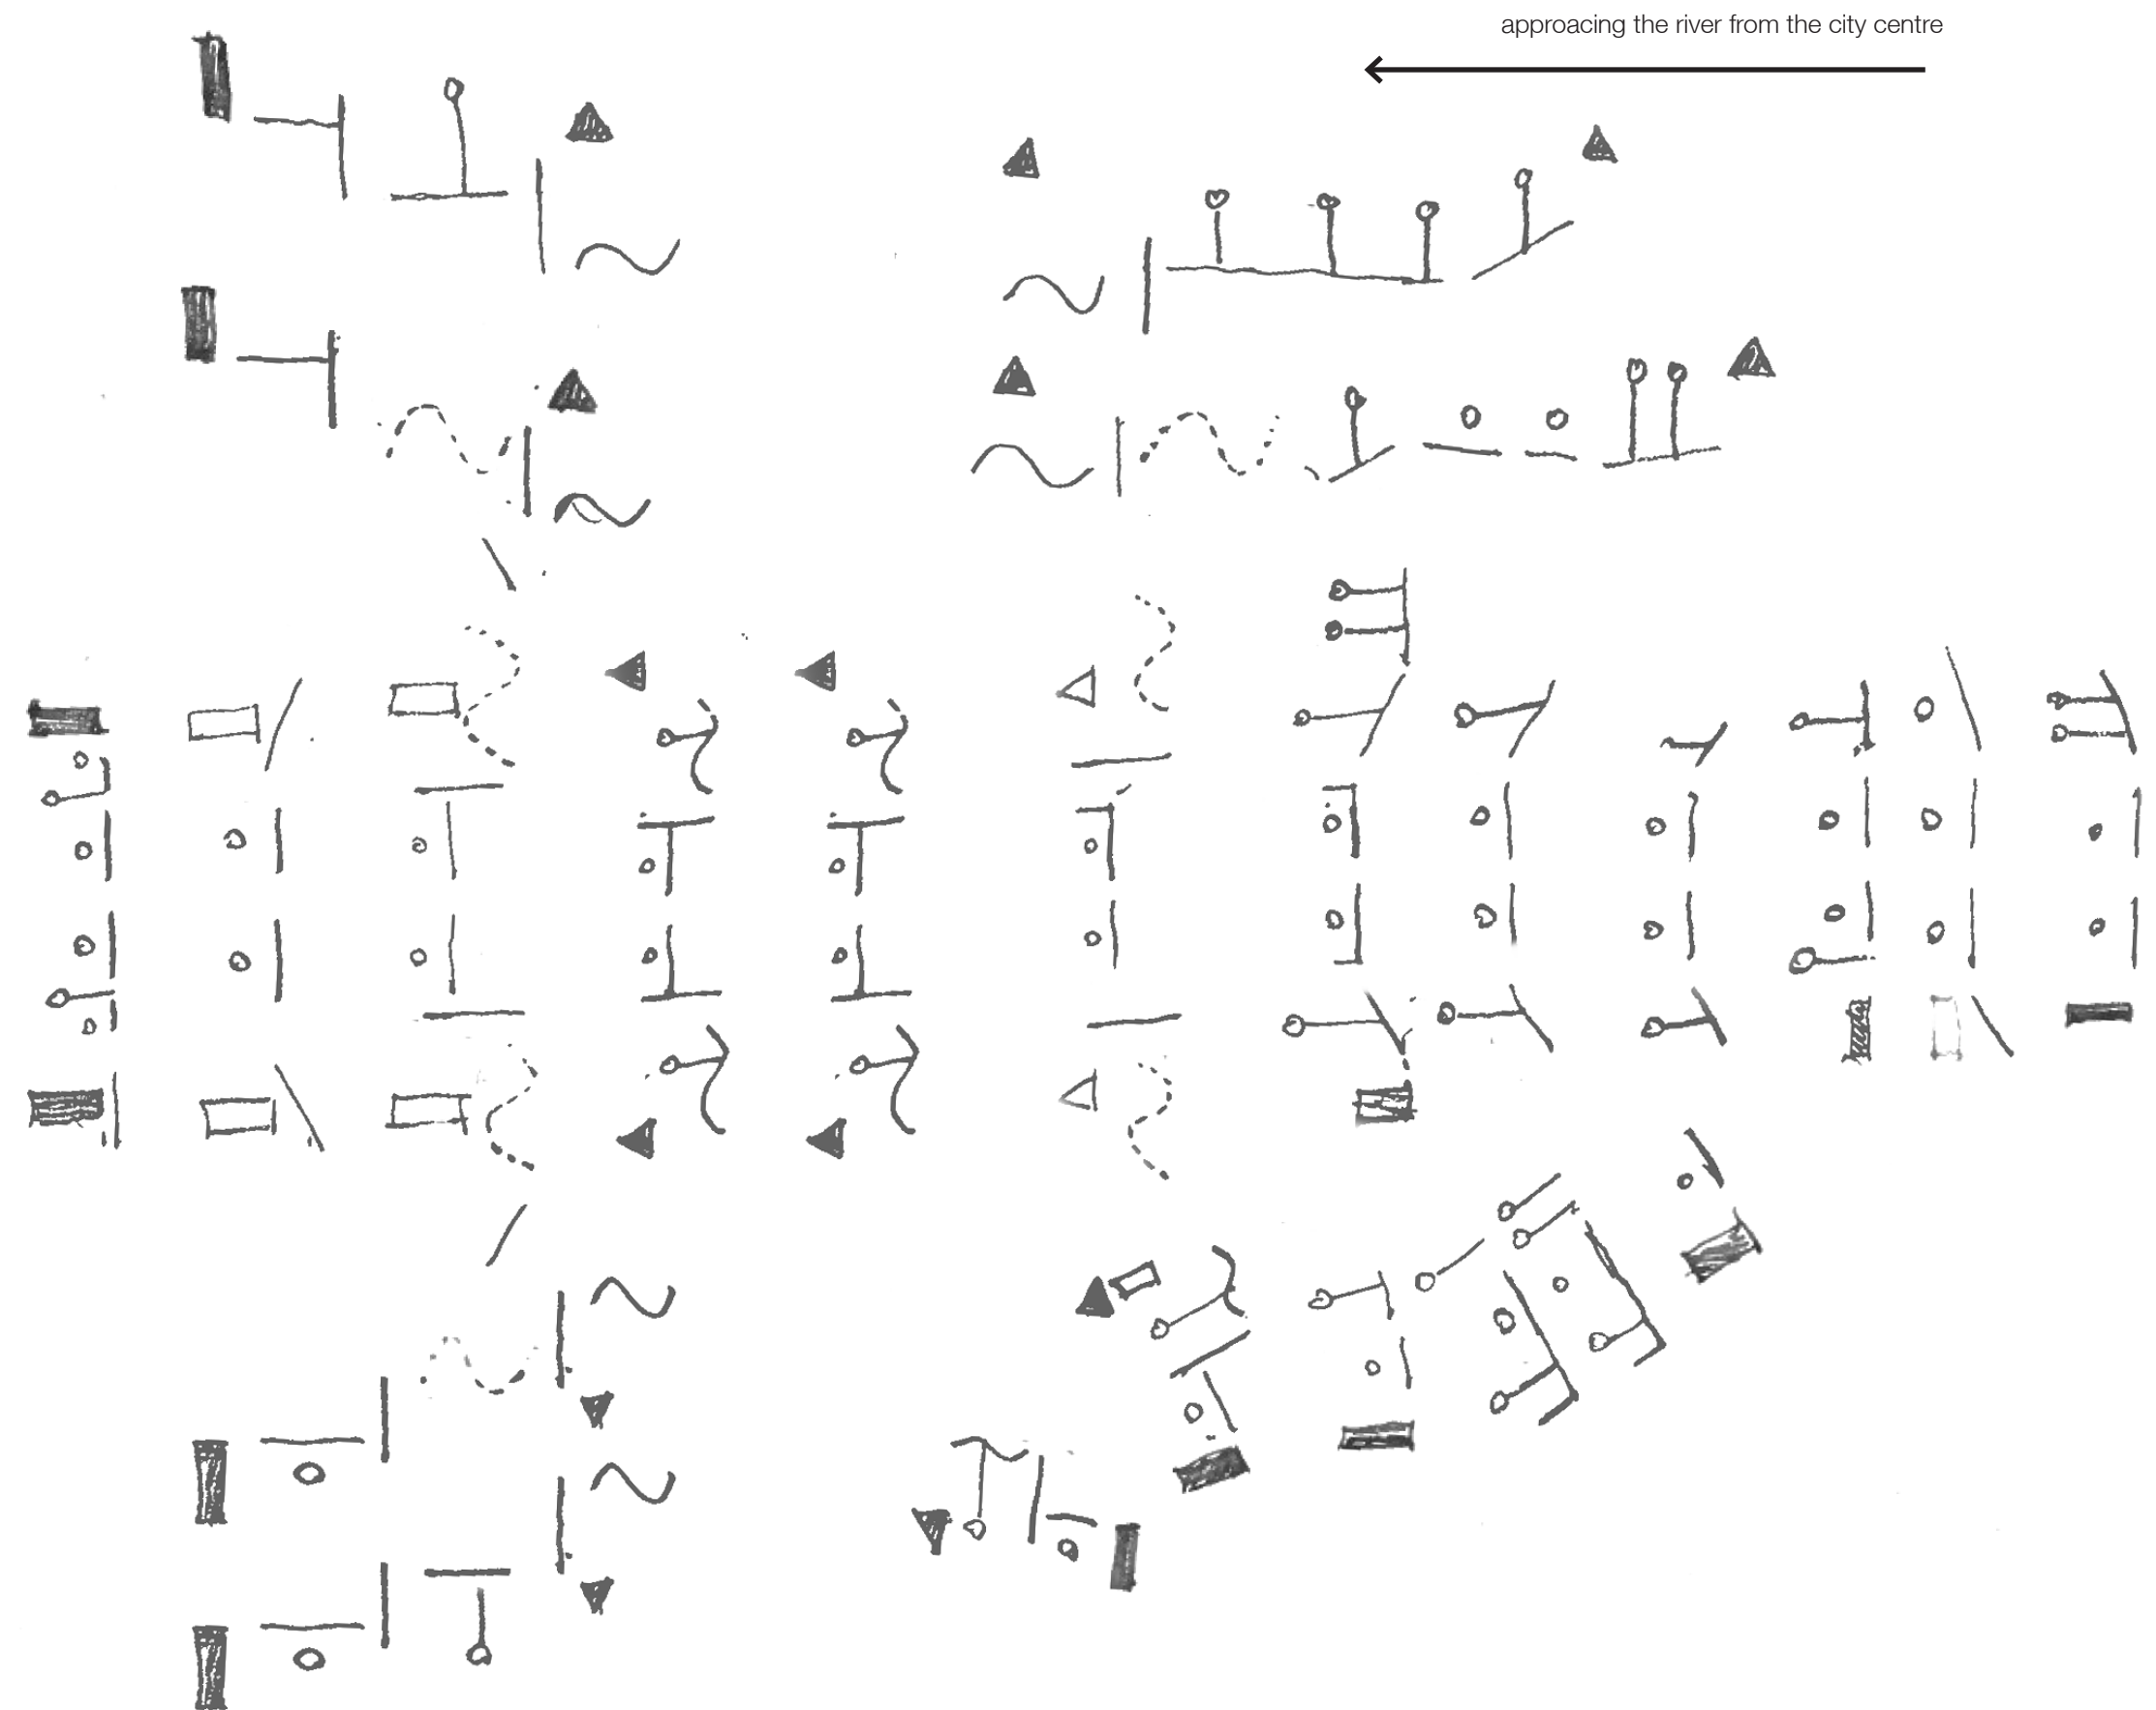 approacing the river from the city centre